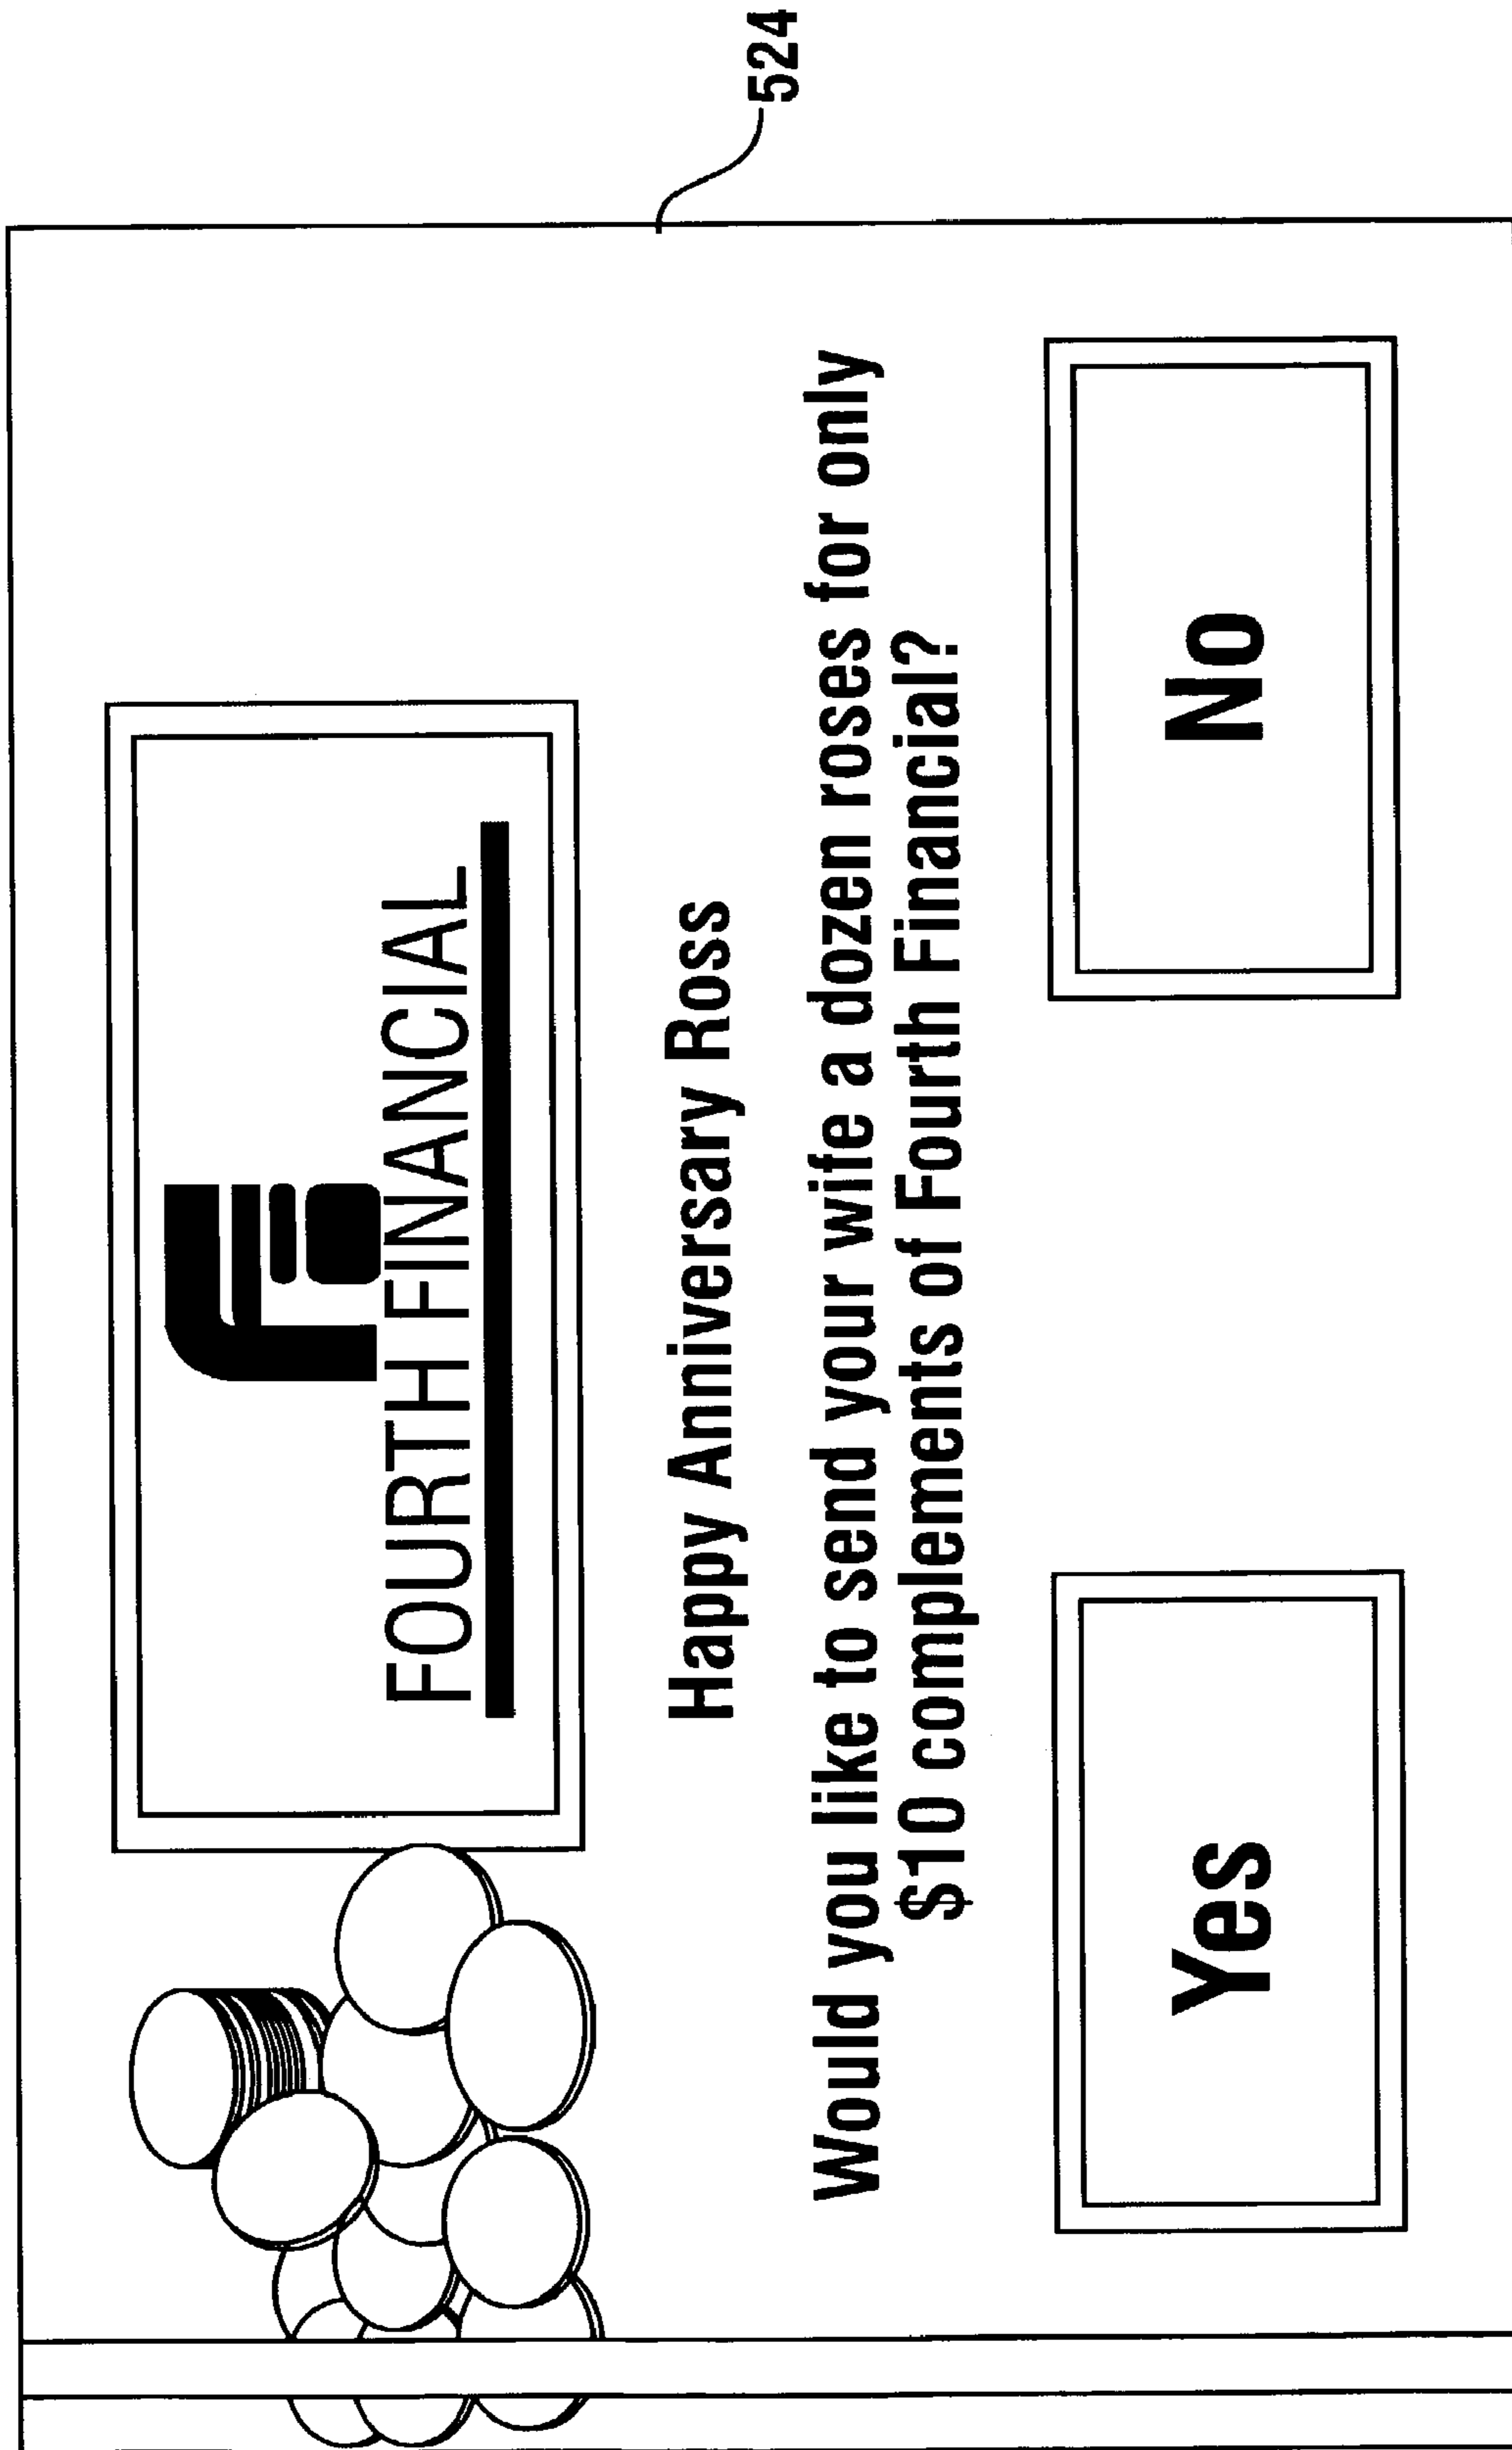 FOURTH FINANCIAL
Happy Anniversary Ross
Would you like to send your wife a dozen roses for only
$10 complements of Fourth Financial?
Yes
No
524